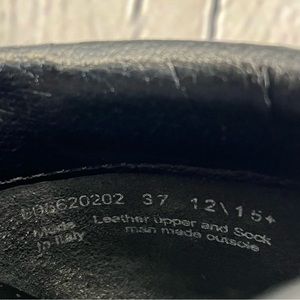 37 12\15+
Made Leather upper and Sock
In Italy man made outsole